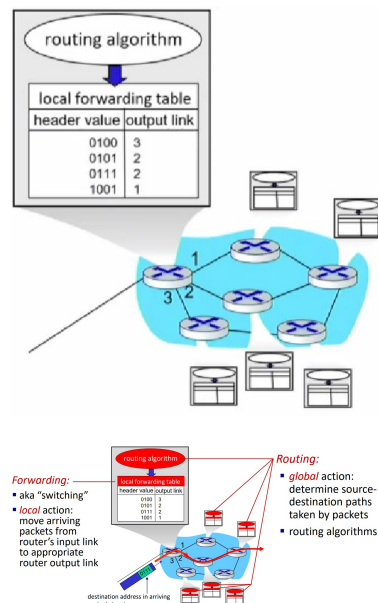 routing algorithm
local forwarding table
header value output link
0100 3
0101 2
0111 2
1001 1
1
3 2
routing algorithm
Routing:
Forwarding:
local forwarding table
header value output link
0100 3
0101 2
0111 2
1001 1
▪ aka “switching”
▪ local action:
move arriving
packets from
router’s input link
to appropriate
router output link
▪ global action:
determine source-
destination paths
taken by packets
▪ routing algorithms
1
3 2
destination address in arriving